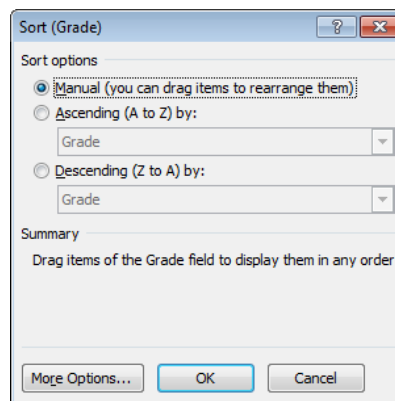 Sort (Grade)
Sort options
Manual (you can drag items to rearrange them)
Ascending (A to Z) by:
Grade
Descending (Z to A) by:
Grade
Summary
Drag items of the Grade field to display them in any order
More Options... OK Cancel